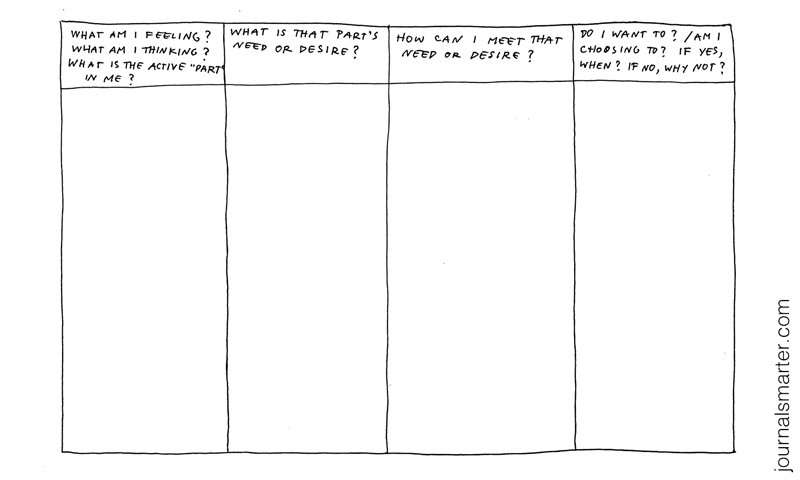 WHAT AM I FEELING?
WHAT AM I THINKING?
WHAT IS THE ACTIVE "PART"
IN ME?
WHAT IS THAT PART'S
NEED OR DESIRE?
HOW CAN I MEET THAT
NEED OR DESIRE?
DO I WANT TO? /AM I
CHOOSING TO? IF YES,
WHEN? IF NO, WHY NOT?
journalsmarter.com